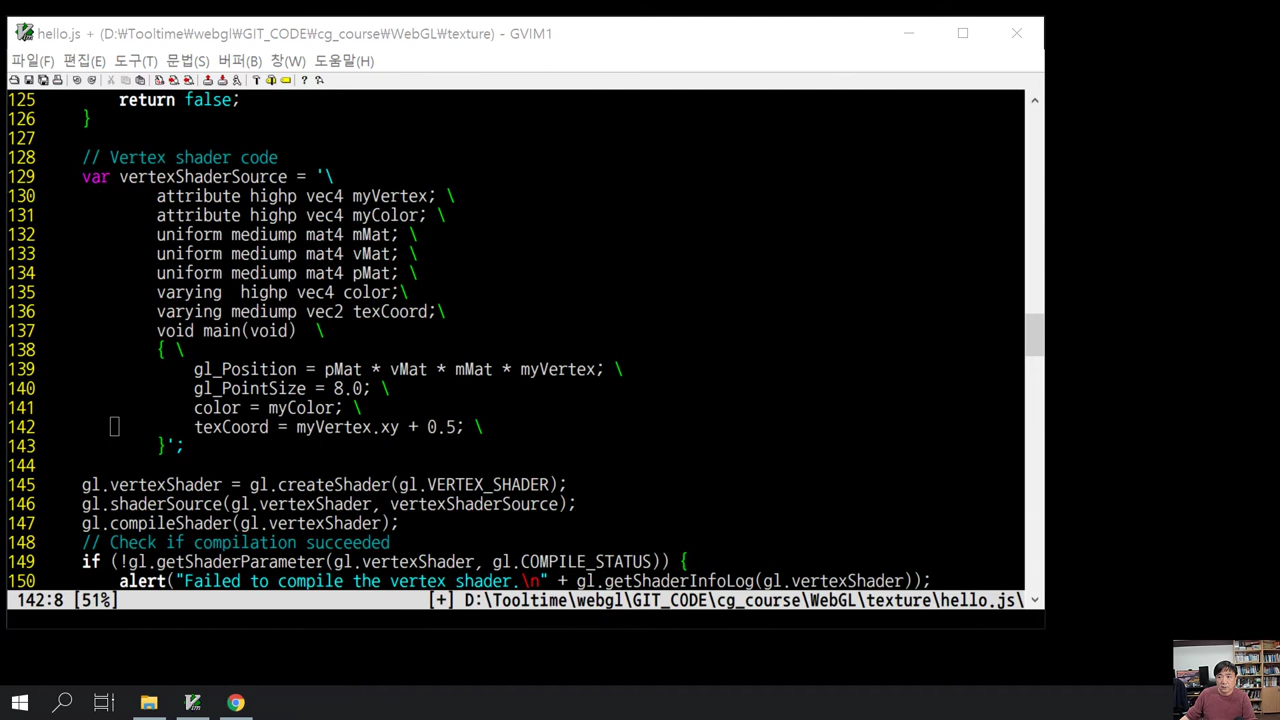 hello.js + (D:\Tooltime\webgl\GIT_CODE\cg_course\WebGL\texture) - GVIM1
파일(F) 편집(E) 도구(T) 문법(S) 버퍼(B) 창(W) 도움말(H)
125 return false;
126 }
127
128 // Vertex shader code
129 var vertexShaderSource = '\
130 attribute highp vec4 myVertex; \
131 attribute highp vec4 myColor; \
132 uniform mediump mat4 mMat; \
133 uniform mediump mat4 vMat; \
134 uniform mediump mat4 pMat; \
135 varying  highp vec4 color;\
136 varying mediump vec2 texCoord;\
137 void main(void)  \
138 { \
139 gl_Position = pMat * vMat * mMat * myVertex; \
140 gl_PointSize = 8.0; \
141 color = myColor; \
142 texCoord = myVertex.xy + 0.5; \
143 }';
144
145 gl.vertexShader = gl.createShader(gl.VERTEX_SHADER);
146 gl.shaderSource(gl.vertexShader, vertexShaderSource);
147 gl.compileShader(gl.vertexShader);
148 // Check if compilation succeeded
149 if (!gl.getShaderParameter(gl.vertexShader, gl.COMPILE_STATUS)) {
150 alert("Failed to compile the vertex shader.\n" + gl.getShaderInfoLog(gl.vertexShader));
142:8 [51%] [+] D:\Tooltime\webgl\GIT_CODE\cg_course\WebGL\texture\hello.js\